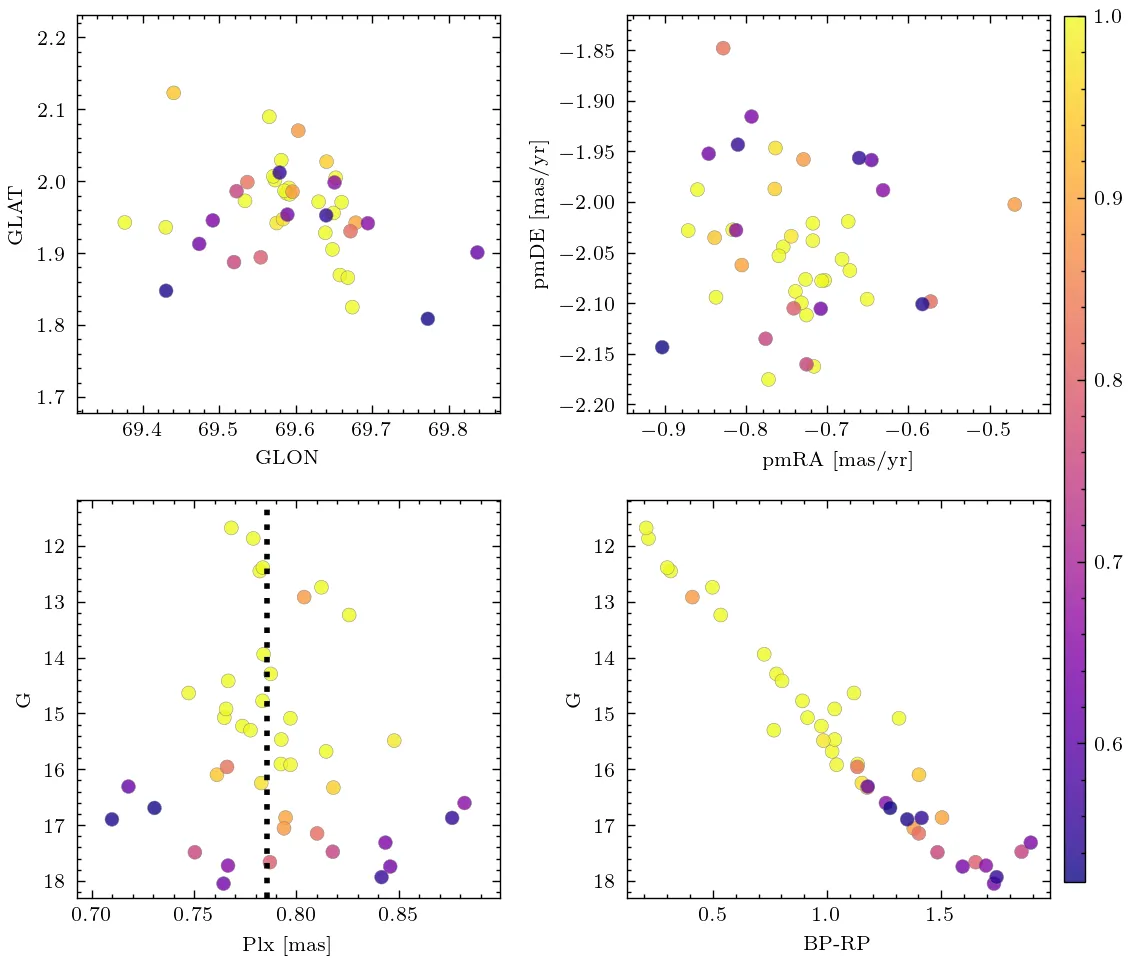 2.2
2.1
2.0
1.9
1.8
1.7
GLAT
69.4 69.5 69.6 69.7 69.8
GLON
−1.85
−1.90
−1.95
−2.00
−2.05
−2.10
−2.15
−2.20
pmDE [mas/yr]
−0.9 −0.8 −0.7 −0.6 −0.5
pmRA [mas/yr]
12
13
14
15
16
17
18
G
0.70 0.75 0.80 0.85
Plx [mas]
12
13
14
15
16
17
18
G
0.5 1.0 1.5
BP-RP
1.0
0.9
0.8
0.7
0.6